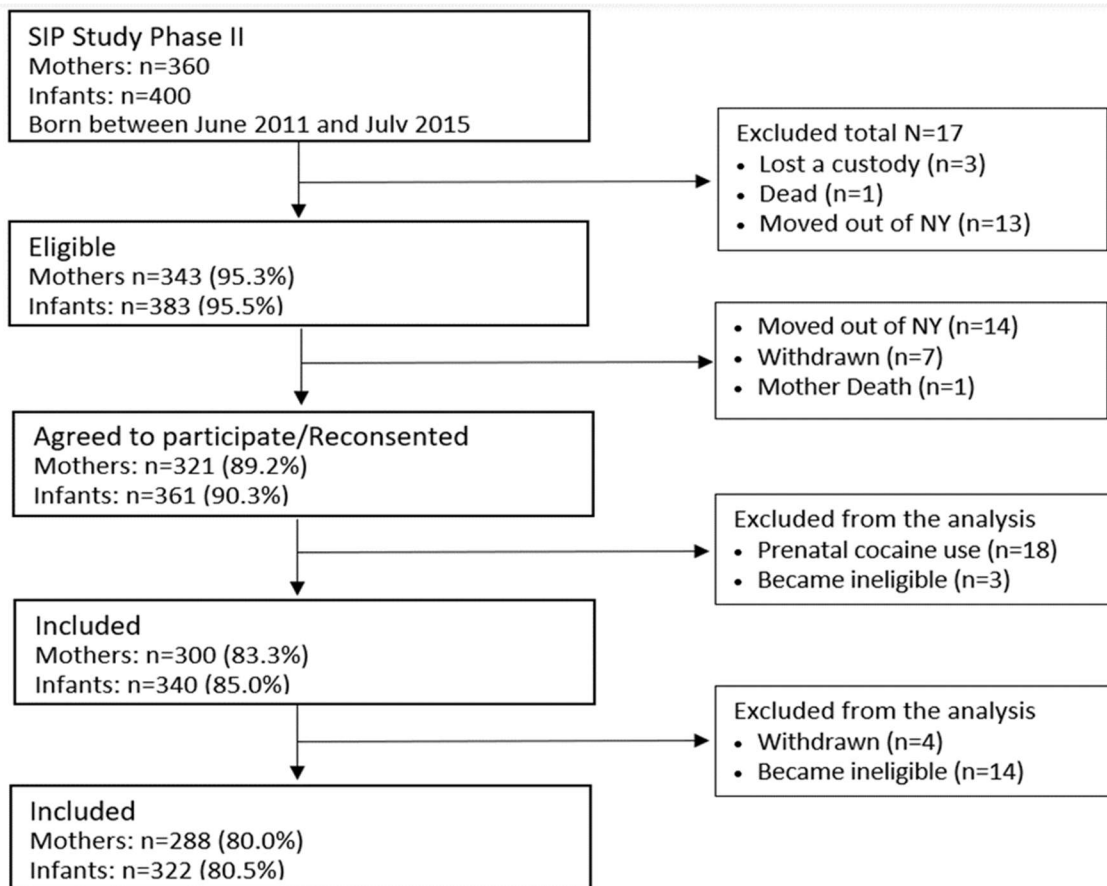 SIP Study Phase II
Mothers: n=360
Infants: n=400
Born between June 2011 and Julv 2015
Excluded total N=17
• Lost a custody (n=3)
• Dead (n=1)
• Moved out of NY (n=13)
Eligible
Mothers n=343 (95.3%)
Infants: n=383 (95.5%)
• Moved out of NY (n=14)
• Withdrawn (n=7)
• Mother Death (n=1)
Agreed to participate/Reconsented
Mothers: n=321 (89.2%)
Infants: n=361 (90.3%)
Excluded from the analysis
• Prenatal cocaine use (n=18)
• Became ineligible (n=3)
Included
Mothers: n=300 (83.3%)
Infants: n=340 (85.0%)
Excluded from the analysis
• Withdrawn (n=4)
• Became ineligible (n=14)
Included
Mothers: n=288 (80.0%)
Infants: n=322 (80.5%)